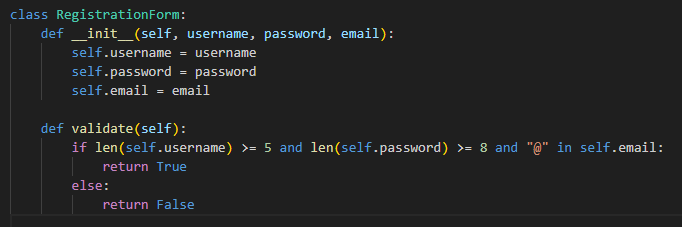 class RegistrationForm:
    def __init__(self, username, password, email):
        self.username = username
        self.password = password
        self.email = email

    def validate(self):
        if len(self.username) >= 5 and len(self.password) >= 8 and "@" in self.email:
            return True
        else:
            return False